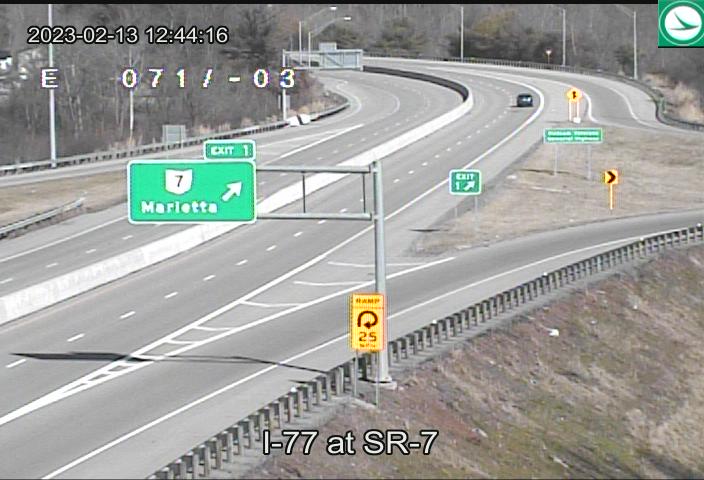 2023-02-13 12:44:16
E 071/-03
EXIT 1
7
Marietta
EXIT
1
RAMP
25
MPH
I-77 at SR-7